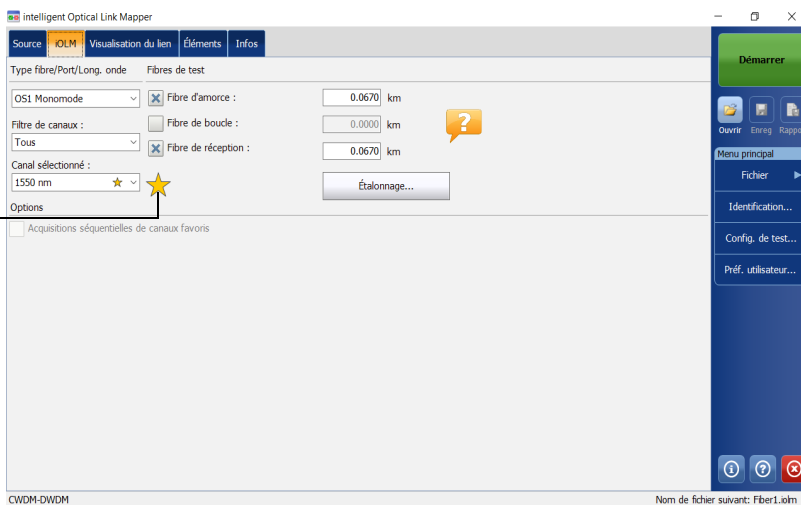 intelligent Optical Link Mapper
Source iOLM Visualisation du lien Éléments Infos
Type fibre/Port/Long. onde Fibres de test
OS1 Monomode
Fibre d'amorce : 0.0670 km
Filtre de canaux :
Fibre de boucle : 0.0000 km
Tous
Fibre de réception : 0.0670 km
Canal sélectionné :
1550 nm
Étalonnage...
Options
Acquisitions séquentielles de canaux favoris
Démarrer
Ouvrir Enreg Rappo
Menu principal
Fichier
Identification...
Config. de test...
Préf. utilisateur...
CWDM-DWDM
Nom de fichier suivant: Fiber1.iolm